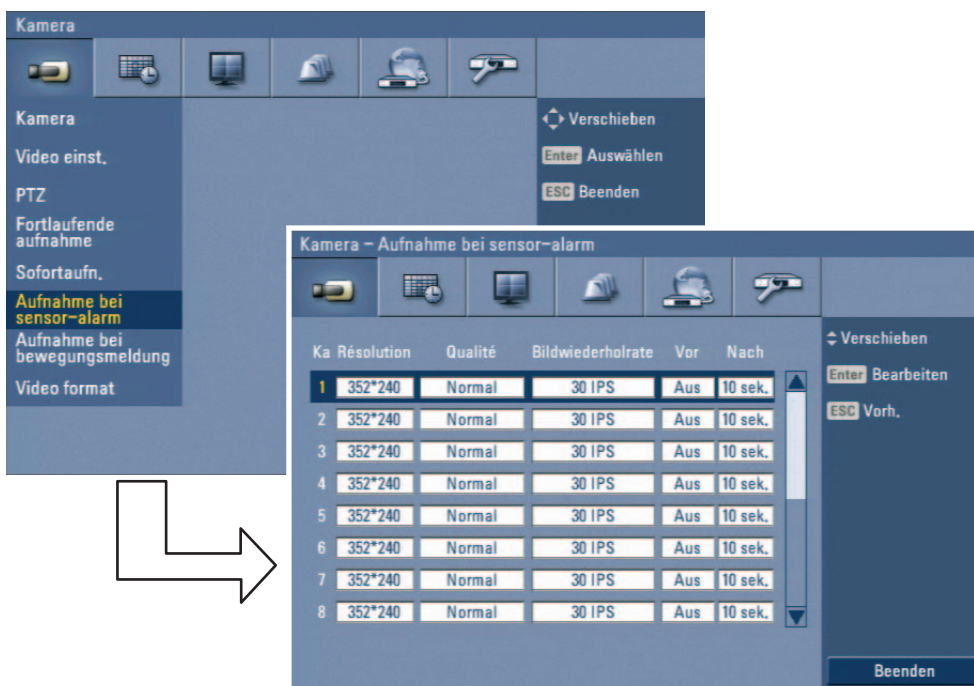 Kamera
Kamera
Video einst.
PTZ
Fortlaufende
aufnahme
Sofortaufn.
Aufnahme bei
sensor-alarm
Aufnahme bei
bewegungsmeldung
Video format
Verschieben
Enter Auswählen
ESC Beenden
Kamera - Aufnahme bei sensor-alarm
Ka Résolution Qualité Bildwiederholrate Vor Nach
1 352*240 Normal 30 IPS Aus 10 sek.
2 352*240 Normal 30 IPS Aus 10 sek.
3 352*240 Normal 30 IPS Aus 10 sek.
4 352*240 Normal 30 IPS Aus 10 sek.
5 352*240 Normal 30 IPS Aus 10 sek.
6 352*240 Normal 30 IPS Aus 10 sek.
7 352*240 Normal 30 IPS Aus 10 sek.
8 352*240 Normal 30 IPS Aus 10 sek.
Verschieben
Enter Bearbeiten
ESC Vorh.
Beenden